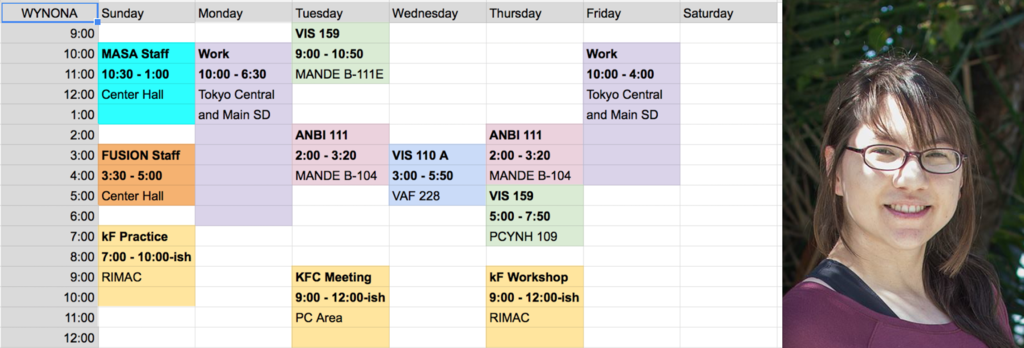 WYNONA Sunday Monday Tuesday Wednesday Thursday Friday Saturday
9:00 VIS 159
10:00 MASA Staff Work 9:00 - 10:50 Work
11:00 10:30 - 1:00 10:00 - 6:30 MANDE B-111E 10:00 - 4:00
12:00 Center Hall Tokyo Central Tokyo Central
1:00 and Main SD and Main SD
2:00 ANBI 111 ANBI 111
3:00 FUSION Staff 2:00 - 3:20 VIS 110 A 2:00 - 3:20
4:00 3:30 - 5:00 MANDE B-104 3:00 - 5:50 MANDE B-104
5:00 Center Hall VAF 228 VIS 159
6:00 5:00 - 7:50
7:00 kF Practice PCYNH 109
8:00 7:00 - 10:00-ish
9:00 RIMAC KFC Meeting kF Workshop
10:00 9:00 - 12:00-ish 9:00 - 12:00-ish
11:00 PC Area RIMAC
12:00